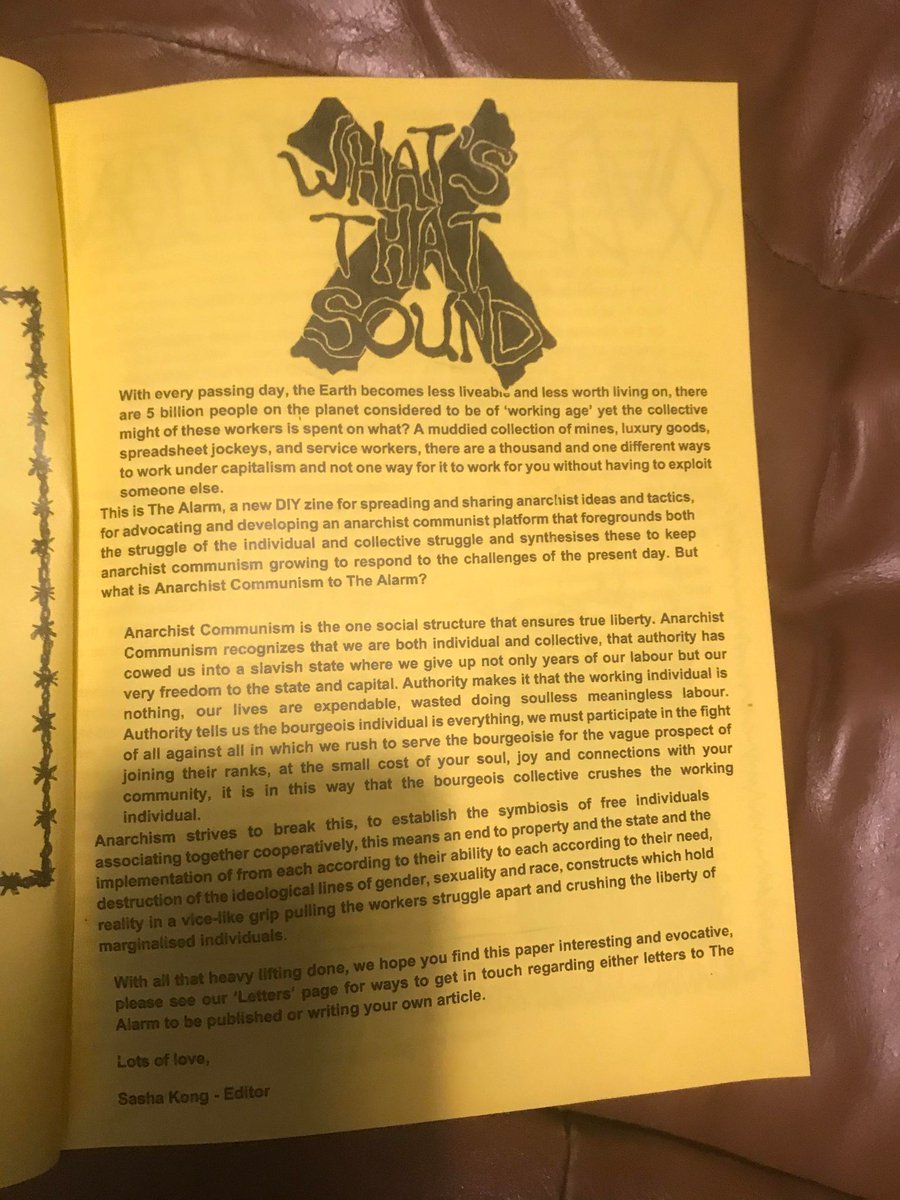 WHAT'S
THAT
SOUND
With every passing day, the Earth becomes less liveable and less worth living on, there
are 5 billion people on the planet considered to be of 'working age' yet the collective
might of these workers is spent on what? A muddied collection of mines, luxury goods,
spreadsheet jockeys, and service workers, there are a thousand and one different ways
to work under capitalism and not one way for it to work for you without having to exploit
someone else.
This is The Alarm, a new DIY zine for spreading and sharing anarchist ideas and tactics,
for advocating and developing an anarchist communist platform that foregrounds both
the struggle of the individual and collective struggle and synthesises these to keep
anarchist communism growing to respond to the challenges of the present day. But
what is Anarchist Communism to The Alarm?
Anarchist Communism is the one social structure that ensures true liberty. Anarchist
Communism recognizes that we are both individual and collective, that authority has
cowed us into a slavish state where we give up not only years of our labour but our
very freedom to the state and capital. Authority makes it that the working individual is
nothing, our lives are expendable, wasted doing soulless meaningless labour.
Authority tells us the bourgeois individual is everything, we must participate in the fight
of all against all in which we rush to serve the bourgeoisie for the vague prospect of
joining their ranks, at the small cost of your soul, joy and connections with your
community, it is in this way that the bourgeois collective crushes the working
individual.
Anarchism strives to break this, to establish the symbiosis of free individuals
associating together cooperatively, this means an end to property and the state and the
implementation of from each according to their ability to each according to their need,
destruction of the ideological lines of gender, sexuality and race, constructs which hold
reality in a vice-like grip pulling the workers struggle apart and crushing the liberty of
marginalised individuals.
With all that heavy lifting done, we hope you find this paper interesting and evocative,
please see our 'Letters' page for ways to get in touch regarding either letters to The
Alarm to be published or writing your own article.
Lots of love,
Sasha Kong - Editor